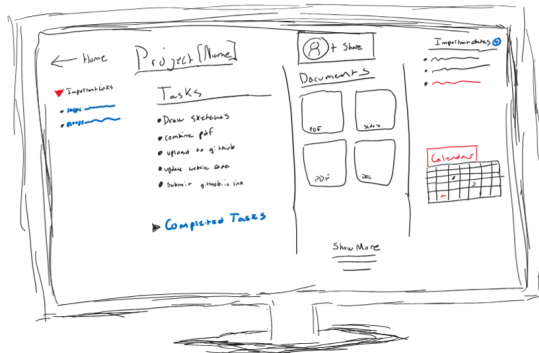 ← Home
Project [Name]
+ Share
Important dates +
▼ Important Links
Tasks
• Draw sketches
• combine pdf
• upload to github
• update website
• submit github.io link
▶ Completed Tasks
Documents
PDF
PDF
DOC
Show More
Calendar